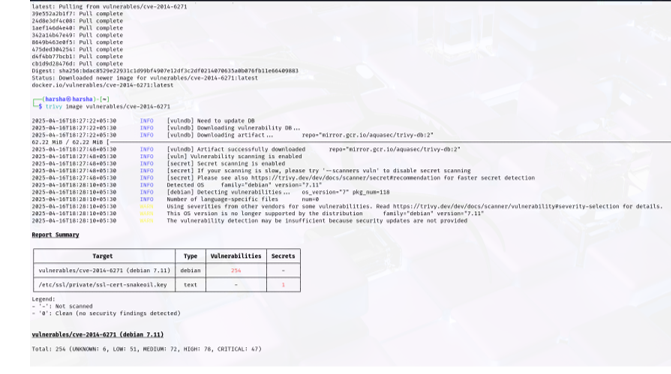 latest: Pulling from vulnerables/cve-2014-6271
Pull complete
Pull complete
Pull complete
Pull complete
Pull complete
Pull complete
Pull complete
Pull complete
Status: Downloaded newer image for vulnerables/cve-2014-6271:latest
docker.io/vulnerables/cve-2014-6271:latest
(harsha㉿harsha)-[~]
$ trivy image vulnerables/cve-2014-6271
2025-04-16T18:27:22+05:30 INFO [vulndb] Need to update DB
2025-04-16T18:27:22+05:30 INFO [vulndb] Downloading vulnerability DB...
2025-04-16T18:27:22+05:30 INFO [vulndb] Downloading artifact... repo="mirror.gcr.io/aquasec/trivy-db:2"
62.22 MiB / 62.22 MiB [
2025-04-16T18:27:48+05:30 INFO [vulndb] Artifact successfully downloaded repo="mirror.gcr.io/aquasec/trivy-db:2"
2025-04-16T18:27:48+05:30 INFO [vuln] Vulnerability scanning is enabled
2025-04-16T18:27:48+05:30 INFO [secret] Secret scanning is enabled
2025-04-16T18:27:48+05:30 INFO [secret] If your scanning is slow, please try '--scanners vuln' to disable secret scanning
2025-04-16T18:27:48+05:30 INFO [secret] Please see also https://trivy.dev/dev/docs/scanner/secret#recommendation for faster secret detection
2025-04-16T18:28:10+05:30 INFO Detected OS family="debian" version="7.11"
2025-04-16T18:28:10+05:30 INFO [debian] Detecting vulnerabilities... os_version="7" pkg_num=118
2025-04-16T18:28:10+05:30 INFO Number of language-specific files num=0
2025-04-16T18:28:10+05:30 Using severities from other vendors for some vulnerabilities. Read https://trivy.dev/dev/docs/scanner/vulnerability#severity-selection for details.
2025-04-16T18:28:10+05:30 This OS version is no longer supported by the distribution family="debian" version="7.11"
2025-04-16T18:28:10+05:30 The vulnerability detection may be insufficient because security updates are not provided
Report Summary
Target Type Vulnerabilities Secrets
vulnerables/cve-2014-6271 (debian 7.11) debian 254 -
/etc/ssl/private/ssl-cert-snakeoil.key text - 1
Legend:
- '-': Not scanned
- '0': Clean (no security findings detected)
vulnerables/cve-2014-6271 (debian 7.11)
Total: 254 (UNKNOWN: 6, LOW: 51, MEDIUM: 72, HIGH: 78, CRITICAL: 47)